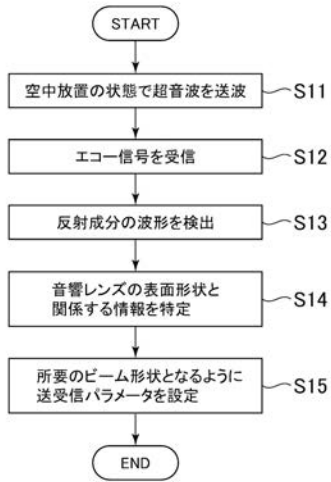 START
空中放置の状態で超音波を送波
S11
エコー信号を受信
S12
反射成分の波形を検出
S13
音響レンズの表面形状と
関係する情報を特定
S14
所要のビーム形状となるように
送受信パラメータを設定
S15
END